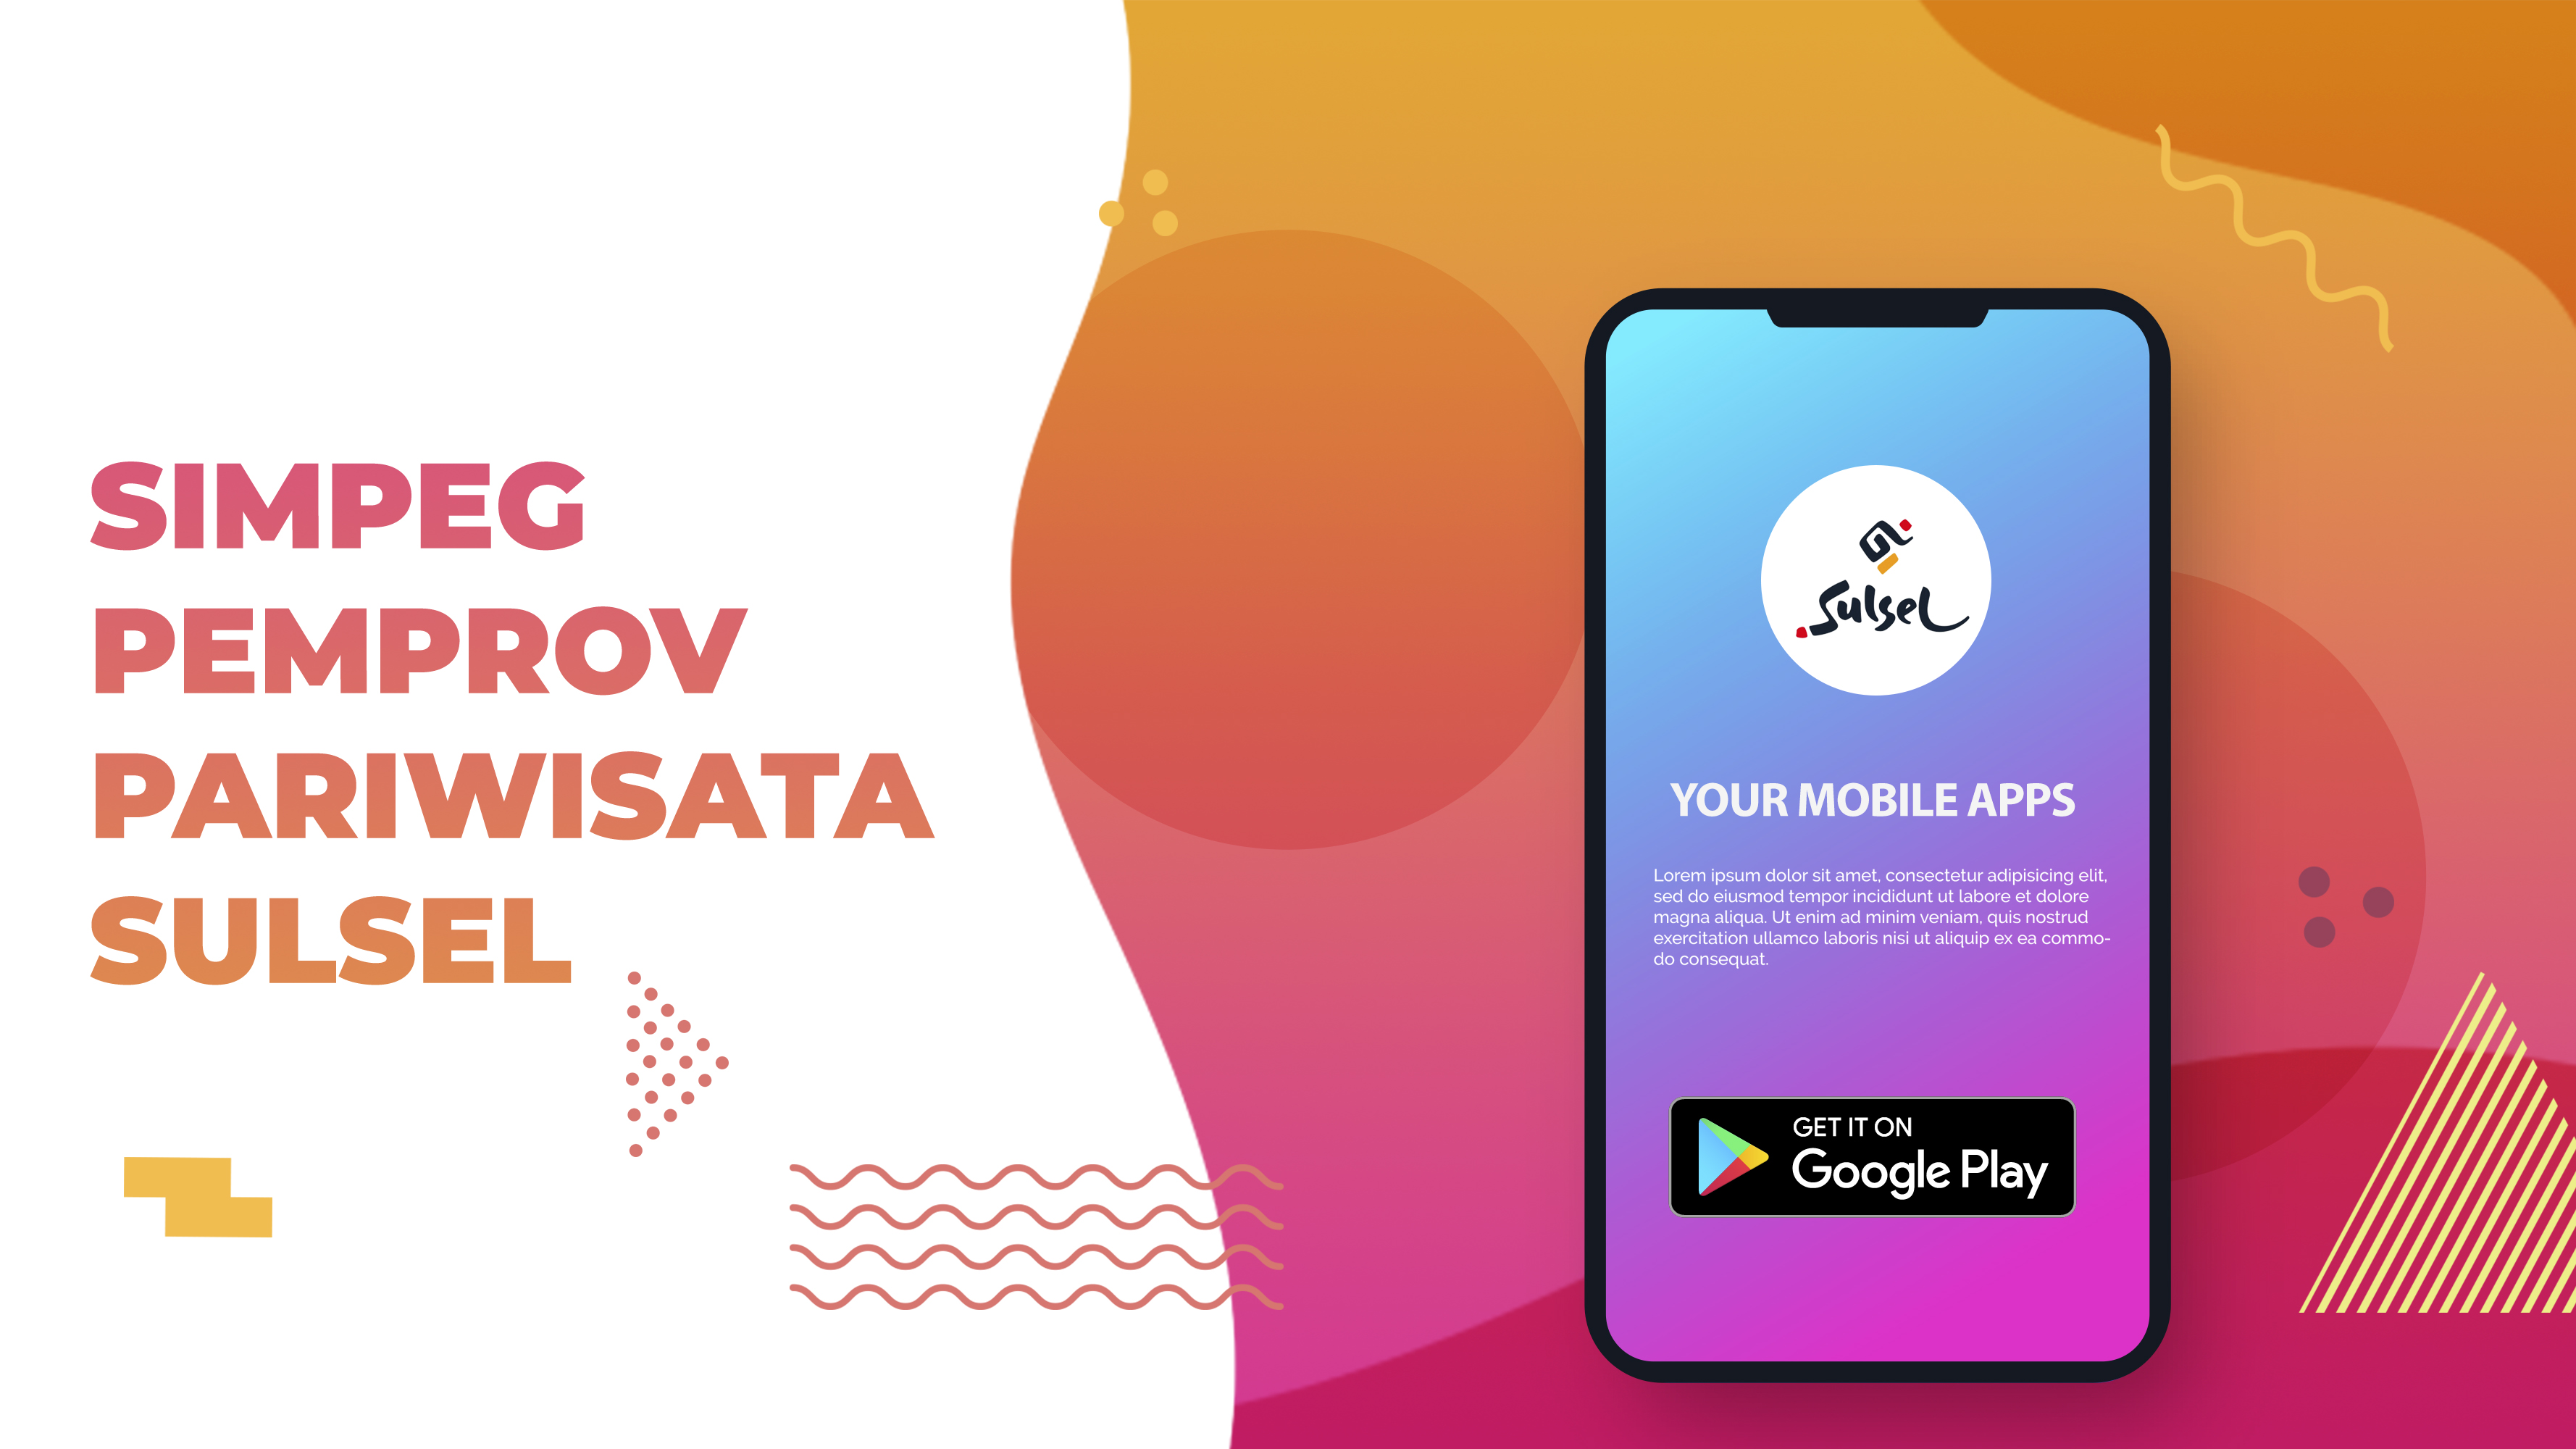 SIMPEG
PEMPROV
PARIWISATA
SULSEL
Sulsel
YOUR MOBILE APPS
Lorem ipsum dolor sit amet, consectetur adipisicing elit,
sed do eiusmod tempor incididunt ut labore et dolore
magna aliqua. Ut enim ad minim veniam, quis nostrud
exercitation ullamco laboris nisi ut aliquip ex ea commo-
do consequat.
GET IT ON
Google Play